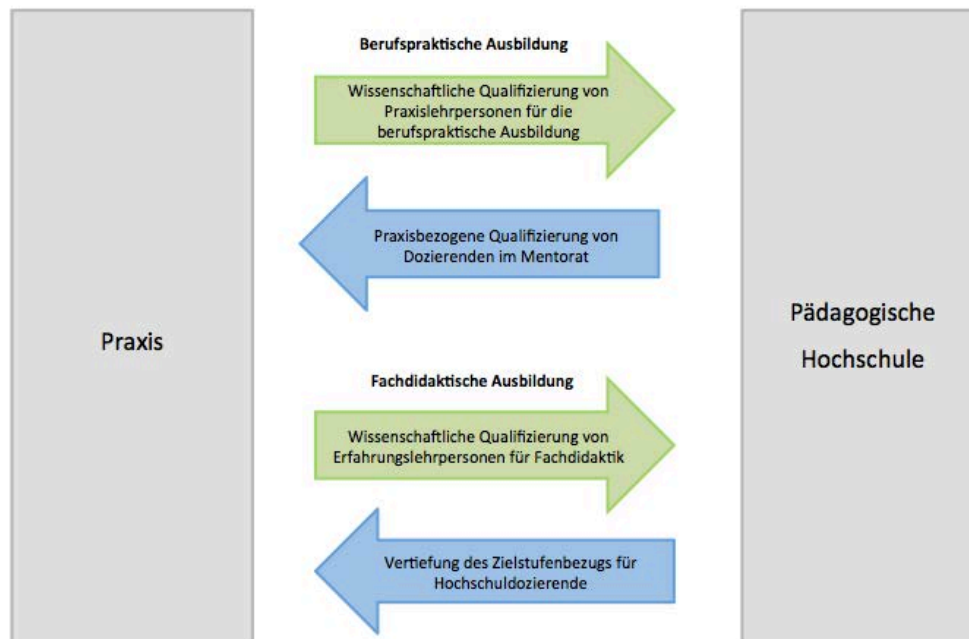 Berufspraktische Ausbildung
Wissenschaftliche Qualifizierung von
Praxislehrpersonen für die
berufspraktische Ausbildung
Praxisbezogene Qualifizierung von
Dozierenden im Mentorat
Praxis
Pädagogische
Hochschule
Fachdidaktische Ausbildung
Wissenschaftliche Qualifizierung von
Erfahrungslehrpersonen für Fachdidaktik
Vertiefung des Zielstufenbezugs für
Hochschuldozierende